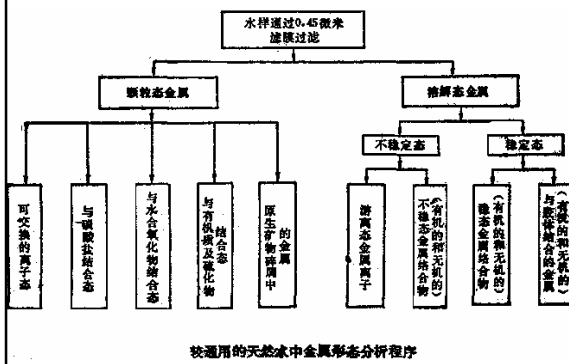 水样通过0.45微米
滤膜过滤
颗粒态金属
溶解态金属
不稳定态
稳定态
可交换的离子态
与碳酸盐结合态
与水合氧化物结合态
与有机质及硫化物
结合态
原生矿物碎屑中
的金属
游离态金属离子
(有机的和无机的)
不稳态金属络合物
(有机的和无机的)
稳态金属络合物
(有机的和无机的)
与胶体结合的金属
较通用的天然水中金属形态分析程序